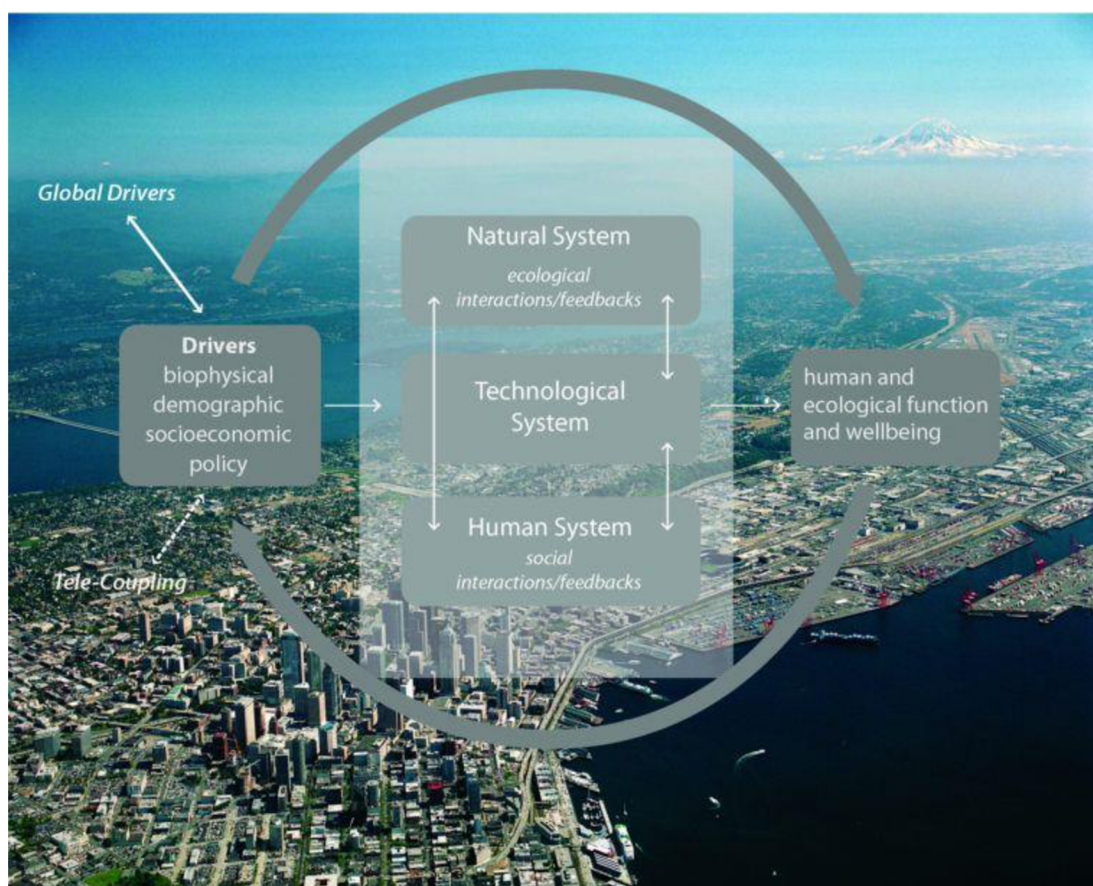 Global Drivers
Natural System
ecological
interactions/feedbacks
Drivers
biophysical
demographic
socioeconomic
policy
Technological
System
human and
ecological function
and wellbeing
Human System
social
interactions/feedbacks
Tele-Coupling